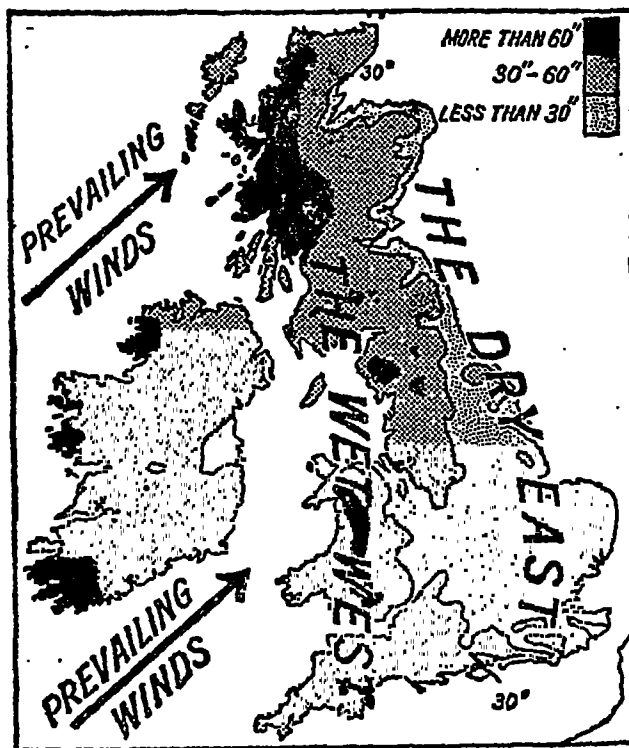 MORE THAN 60"
30"-60"
LESS THAN 30"
30"
PREVAILING
WINDS
THE WET WEST
THE DRY EAST
PREVAILING
WINDS
30"